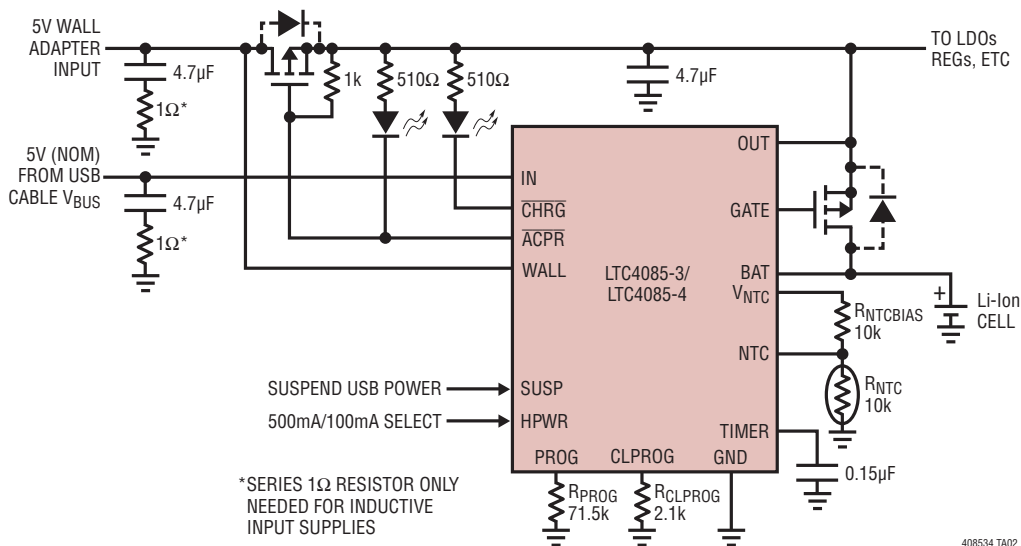 5V WALL
ADAPTER
INPUT
4.7µF
1Ω*
1k
510Ω
510Ω
4.7µF
TO LDOs
REGs, ETC
5V (NOM)
FROM USB
CABLE VBUS
4.7µF
1Ω*
IN
CHRG
ACPR
WALL
SUSPEND USB POWER
SUSP
500mA/100mA SELECT
HPWR
LTC4085-3/
LTC4085-4
OUT
GATE
BAT
VNTC
NTC
TIMER
PROG
CLPROG
GND
RNTCBIAS
10k
RNTC
10k
+
Li-Ion
CELL
0.15µF
*SERIES 1Ω RESISTOR ONLY
NEEDED FOR INDUCTIVE
INPUT SUPPLIES
RPROG
71.5k
RCLPROG
2.1k
408534 TA02